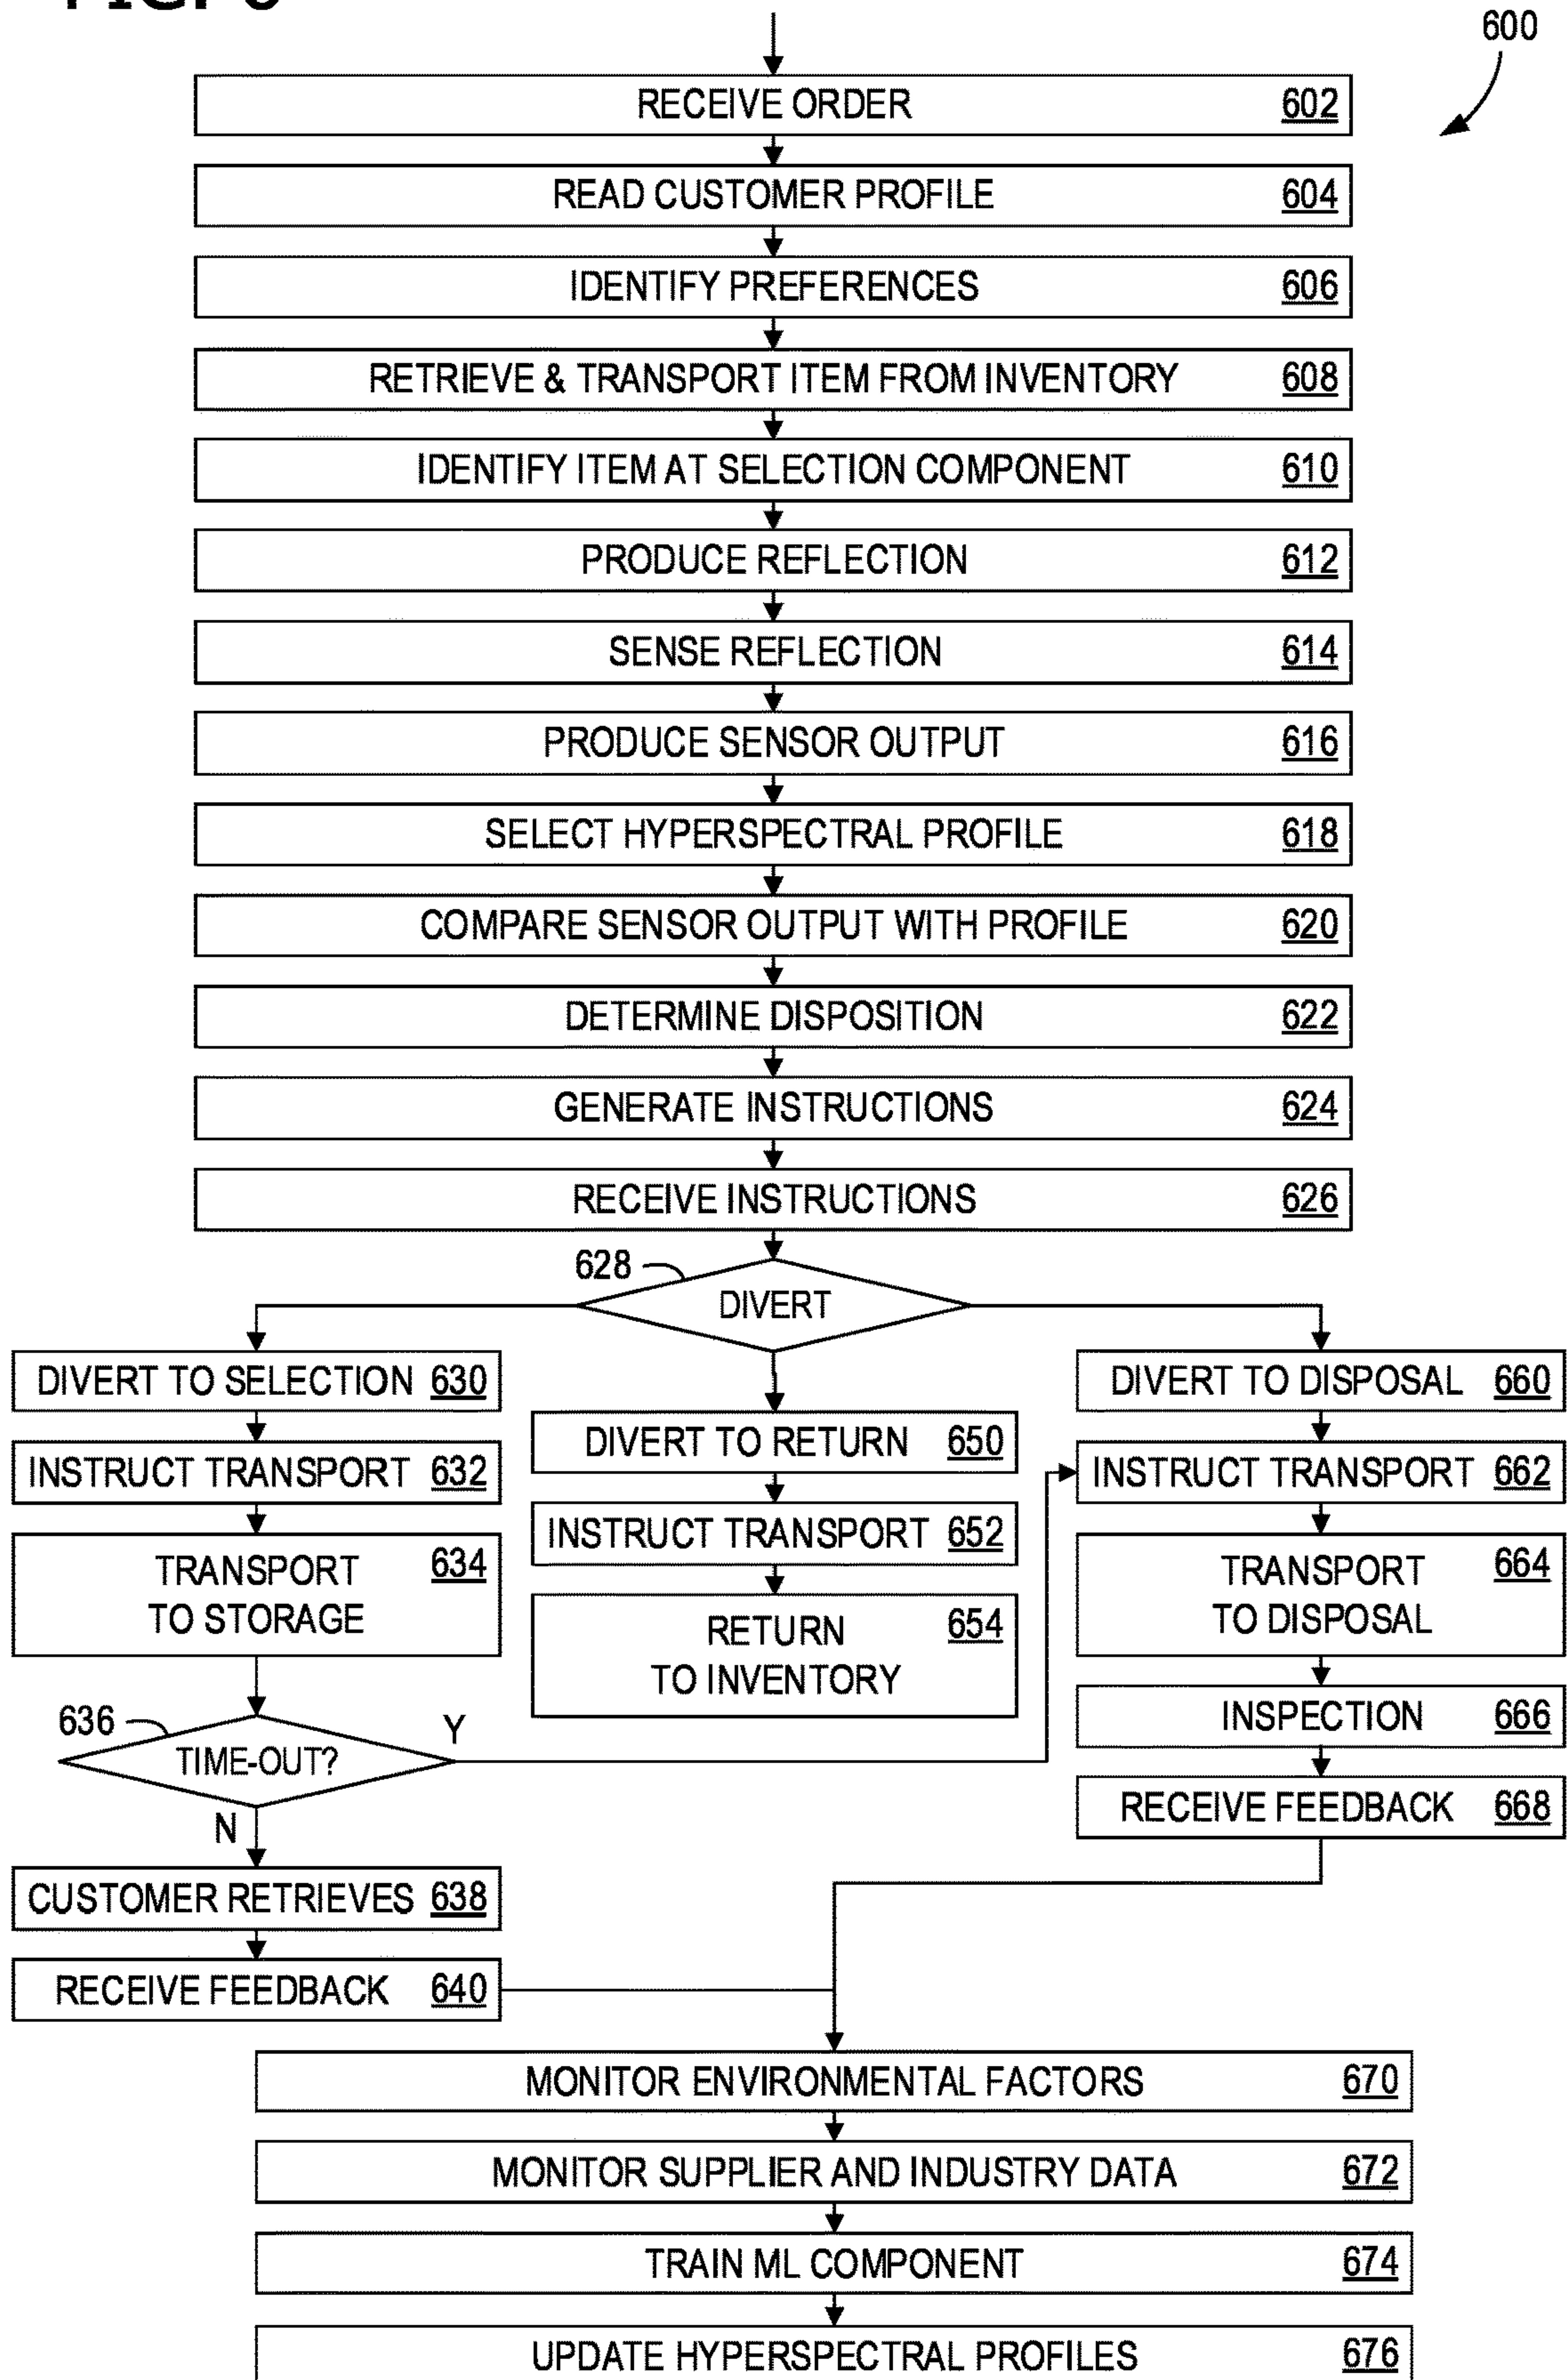 FIG. 6
600
RECEIVE ORDER 602
READ CUSTOMER PROFILE 604
IDENTIFY PREFERENCES 606
RETRIEVE & TRANSPORT ITEM FROM INVENTORY 608
IDENTIFY ITEM AT SELECTION COMPONENT 610
PRODUCE REFLECTION 612
SENSE REFLECTION 614
PRODUCE SENSOR OUTPUT 616
SELECT HYPERSPECTRAL PROFILE 618
COMPARE SENSOR OUTPUT WITH PROFILE 620
DETERMINE DISPOSITION 622
GENERATE INSTRUCTIONS 624
RECEIVE INSTRUCTIONS 626
628
DIVERT
DIVERT TO SELECTION 630
INSTRUCT TRANSPORT 632
TRANSPORT 634
TO STORAGE
636
TIME-OUT?
Y
N
CUSTOMER RETRIEVES 638
RECEIVE FEEDBACK 640
DIVERT TO RETURN 650
INSTRUCT TRANSPORT 652
RETURN 654
TO INVENTORY
DIVERT TO DISPOSAL 660
INSTRUCT TRANSPORT 662
TRANSPORT 664
TO DISPOSAL
INSPECTION 666
RECEIVE FEEDBACK 668
MONITOR ENVIRONMENTAL FACTORS 670
MONITOR SUPPLIER AND INDUSTRY DATA 672
TRAIN ML COMPONENT 674
UPDATE HYPERSPECTRAL PROFILES 676